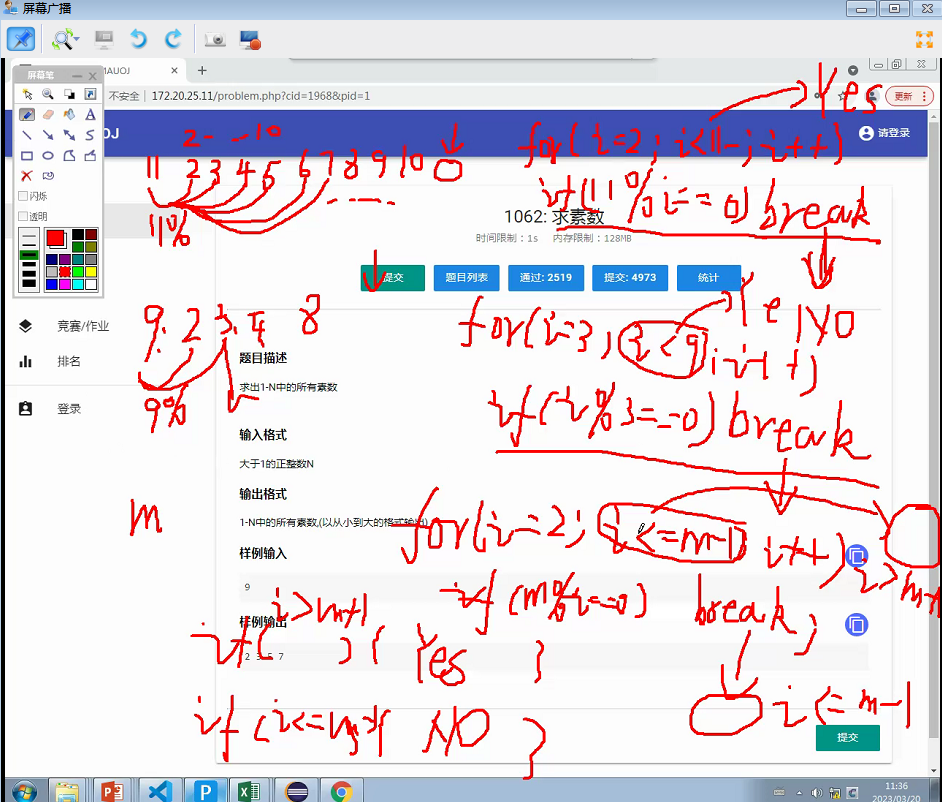 屏幕广播
屏幕笔
MAUOJ
不安全 172.20.25.11/problem.php?cid=1968&pid=1
更新
OJ
请登录
闪烁
透明
2- -10
11 2 3 4 5 6 7 8 9 10
11%
Yes
for(i=2; i<11-; i++)
if(11%i==0) break
1062: 求素数
时间限制：1s 内存限制：128MB
提交
题目列表
通过: 2519
提交: 4973
统计
竞赛/作业
排名
登录
9. 2 3. 4 8
9%
Ye
NO
for(i=3; i<9; i++)
if(i%3==0) break
题目描述
求出1-N中的所有素数
输入格式
大于1的正整数N
输出格式
1-N中的所有素数,(以从小到大的格式输出)
m
for(i=2; i<=m-1; i++)
样例输入
9
if(m%i==0) break;
样例输出
2 3 5 7
if(i>m+1){ Yes }
i<=m-1
NO }
提交
11:36
2023/03/20